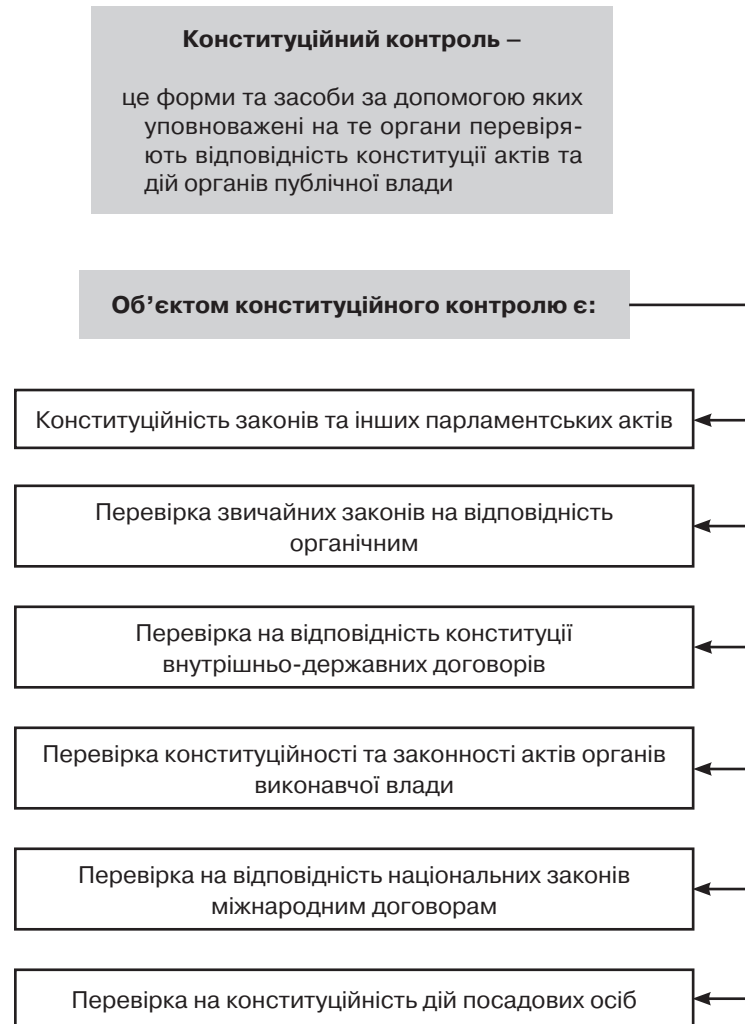 Конституційний контроль –
це форми та засоби за допомогою яких
уповноважені на те органи перевіря-
ють відповідність конституції актів та
дій органів публічної влади
Об’єктом конституційного контролю є:
Конституційність законів та інших парламентських актів
Перевірка звичайних законів на відповідність
органічним
Перевірка на відповідність конституції
внутрішньо-державних договорів
Перевірка конституційності та законності актів органів
виконавчої влади
Перевірка на відповідність національних законів
міжнародним договорам
Перевірка на конституційність дій посадових осіб